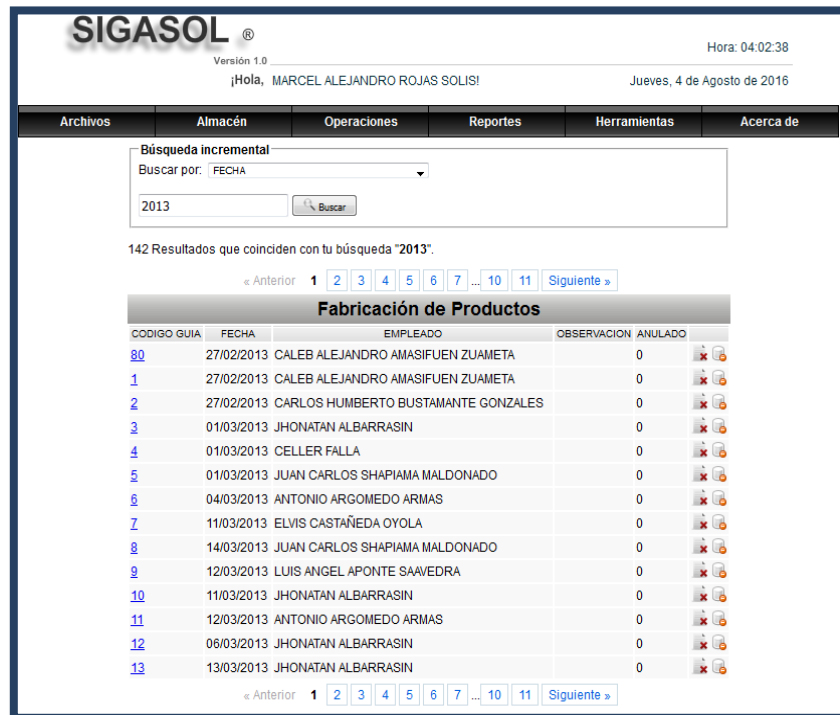 SIGASOL ®
Hora: 04:02:38
Versión 1.0
¡Hola, MARCEL ALEJANDRO ROJAS SOLIS! Jueves, 4 de Agosto de 2016
Archivos Almacén Operaciones Reportes Herramientas Acerca de
Búsqueda incremental
Buscar por: FECHA
2013 Buscar
142 Resultados que coinciden con tu búsqueda "2013".
« Anterior 1 2 3 4 5 6 7 ... 10 11 Siguiente »
Fabricación de Productos
CODIGO GUIA FECHA EMPLEADO OBSERVACION ANULADO
80 27/02/2013 CALEB ALEJANDRO AMASIFUEN ZUAMETA 0
1 27/02/2013 CALEB ALEJANDRO AMASIFUEN ZUAMETA 0
2 27/02/2013 CARLOS HUMBERTO BUSTAMANTE GONZALES 0
3 01/03/2013 JHONATAN ALBARRASIN 0
4 01/03/2013 CELLER FALLA 0
5 01/03/2013 JUAN CARLOS SHAPIAMA MALDONADO 0
6 04/03/2013 ANTONIO ARGOMEDO ARMAS 0
7 11/03/2013 ELVIS CASTAÑEDA OYOLA 0
8 14/03/2013 JUAN CARLOS SHAPIAMA MALDONADO 0
9 12/03/2013 LUIS ANGEL APONTE SAAVEDRA 0
10 11/03/2013 JHONATAN ALBARRASIN 0
11 12/03/2013 ANTONIO ARGOMEDO ARMAS 0
12 06/03/2013 JHONATAN ALBARRASIN 0
13 13/03/2013 JHONATAN ALBARRASIN 0
« Anterior 1 2 3 4 5 6 7 ... 10 11 Siguiente »